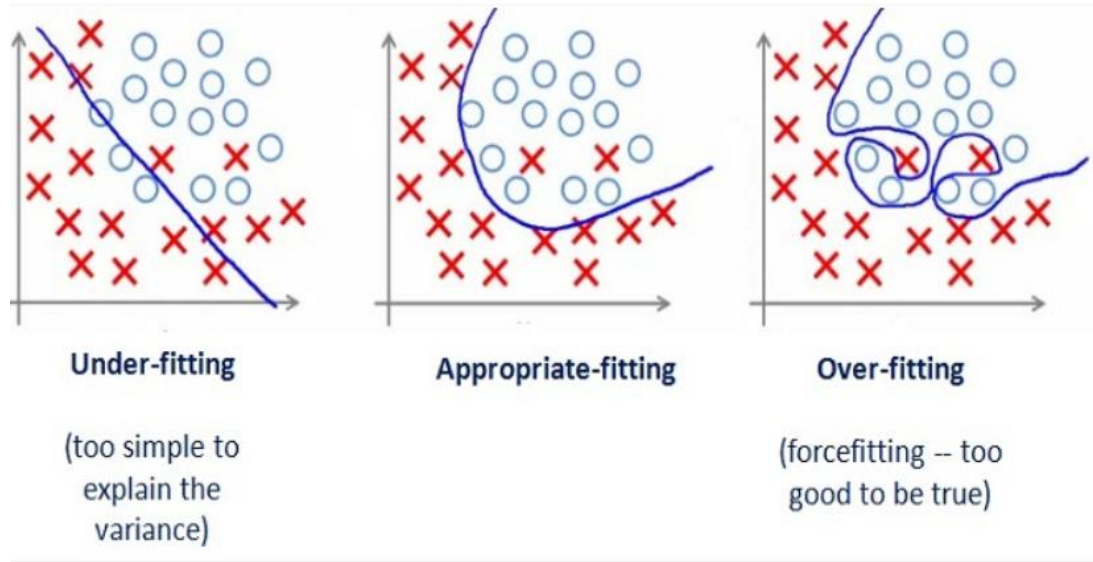 Under-fitting
(too simple to
explain the
variance)
Appropriate-fitting
Over-fitting
(forcefitting -- too
good to be true)